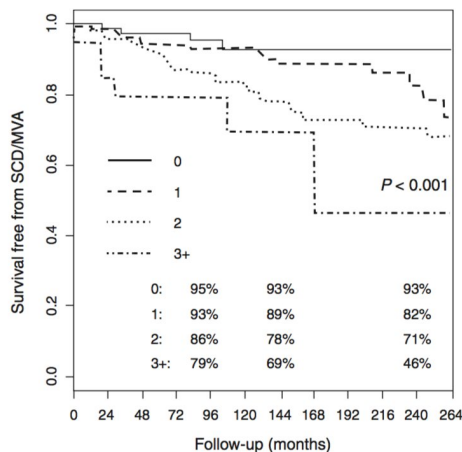 Survival free from SCD/MVA
1.0
0.8
0.6
0.4
0.2
0.0
0
1
2
3+
P < 0.001
0: 95% 93% 93%
1: 93% 89% 82%
2: 86% 78% 71%
3+: 79% 69% 46%
0 24 48 72 96 120 144 168 192 216 240 264
Follow-up (months)